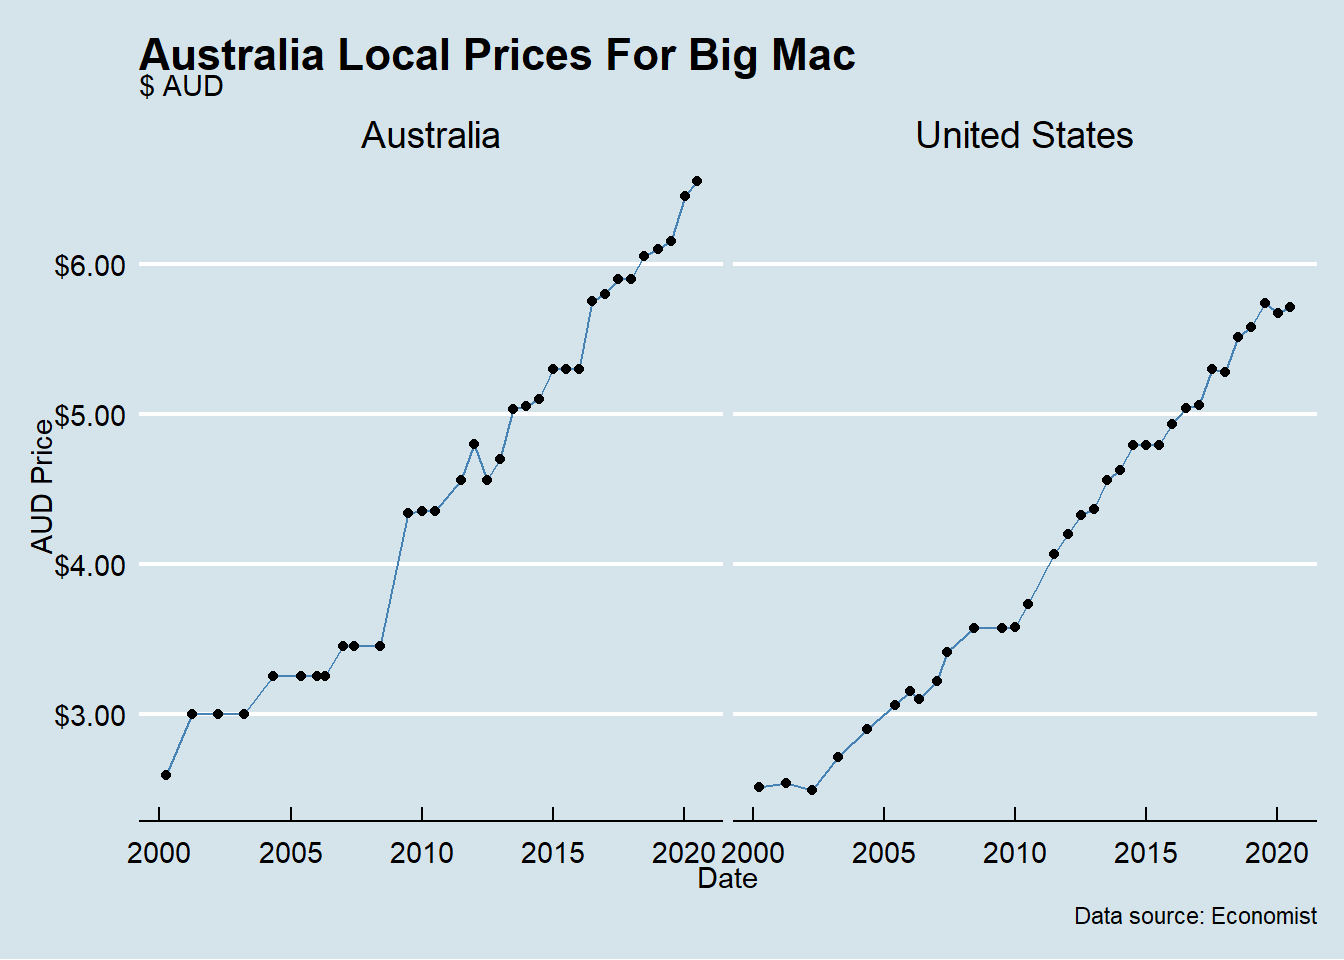 Australia Local Prices For Big Mac
$ AUD
Australia
United States
AUD Price
$6.00
$5.00
$4.00
$3.00
2000 2005 2010 2015 2020
2000 2005 2010 2015 2020
Date
Data source: Economist